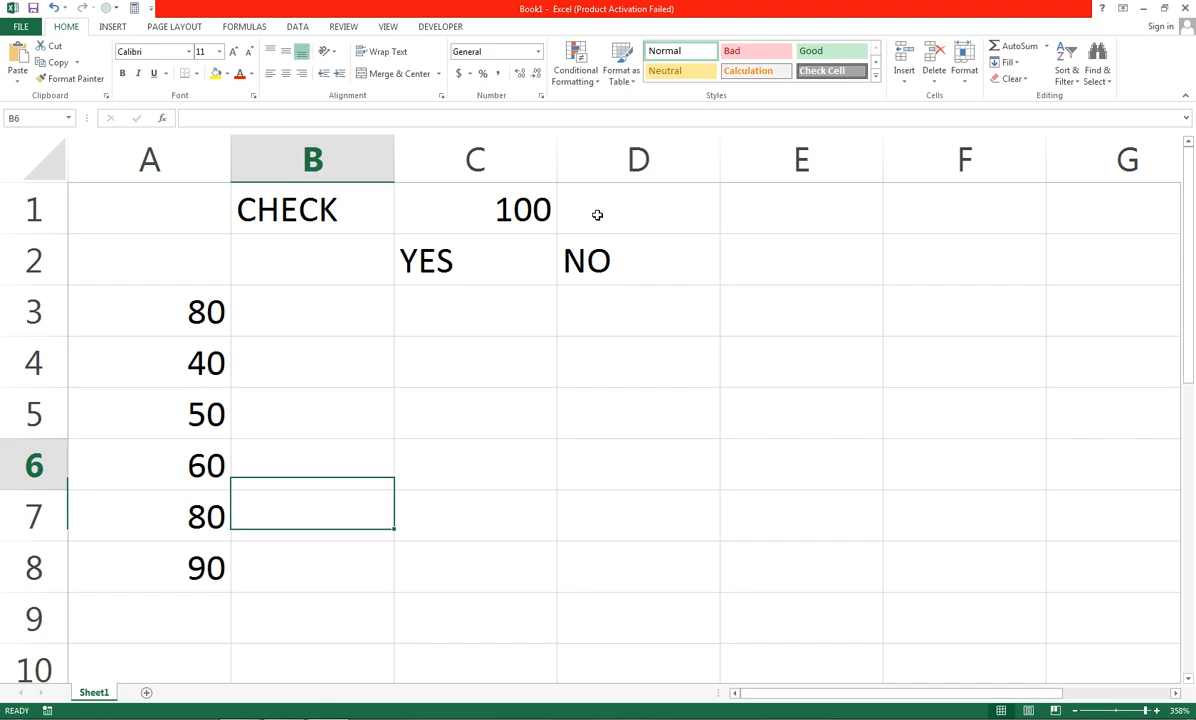 Book1 - Excel (Product Activation Failed)
FILE HOME INSERT PAGE LAYOUT FORMULAS DATA REVIEW VIEW DEVELOPER Sign in
Paste
Cut
Copy
Format Painter
Clipboard
Calibri 11
B I U
Font
Wrap Text
Merge & Center
Alignment
General
$ % ,
Number
Conditional Formatting
Format as Table
Normal Bad Good
Neutral Calculation Check Cell
Styles
Insert Delete Format
Cells
AutoSum
Fill
Clear
Sort & Filter
Find & Select
Editing
B6 fx
A B C D E F G
1 CHECK 100
2 YES NO
3 80
4 40
5 50
6 60
7 80
8 90
9
10
Sheet1
READY 358%